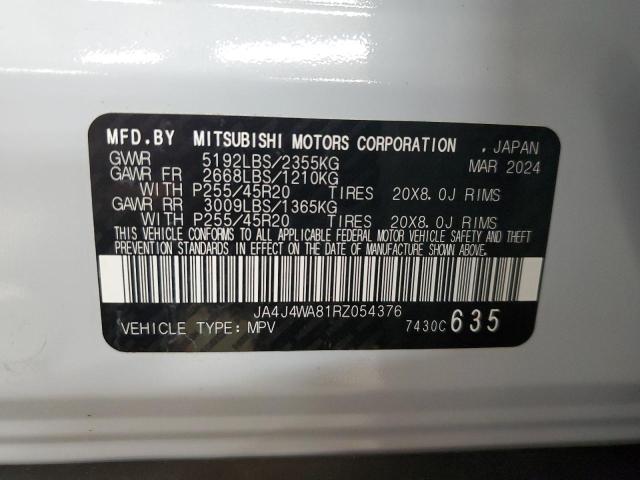 MFD.BY MITSUBISHI MOTORS CORPORATION . JAPAN
GVWR 5192LBS/2355KG MAR 2024
GAWR FR 2668LBS/1210KG
WITH P255/45R20 TIRES 20X8.0J RIMS
GAWR RR 3009LBS/1365KG
WITH P255/45R20 TIRES 20X8.0J RIMS
THIS VEHICLE CONFORMS TO ALL APPLICABLE FEDERAL MOTOR VEHICLE SAFETY AND THEFT
PREVENTION STANDARDS IN EFFECT ON THE DATE OF MANUFACTURE SHOWN ABOVE.
JA4J4WA81RZ054376
VEHICLE TYPE: MPV 7430C 635